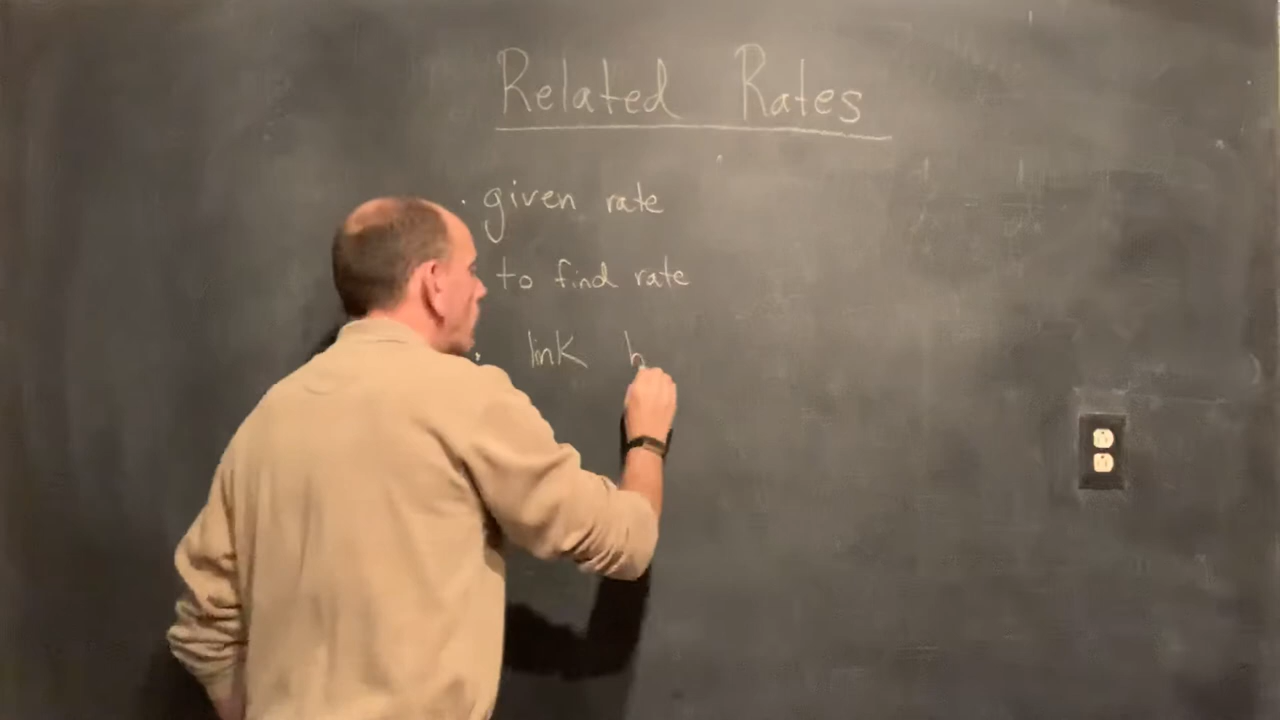 Related Rates
· given rate
to find rate
· link